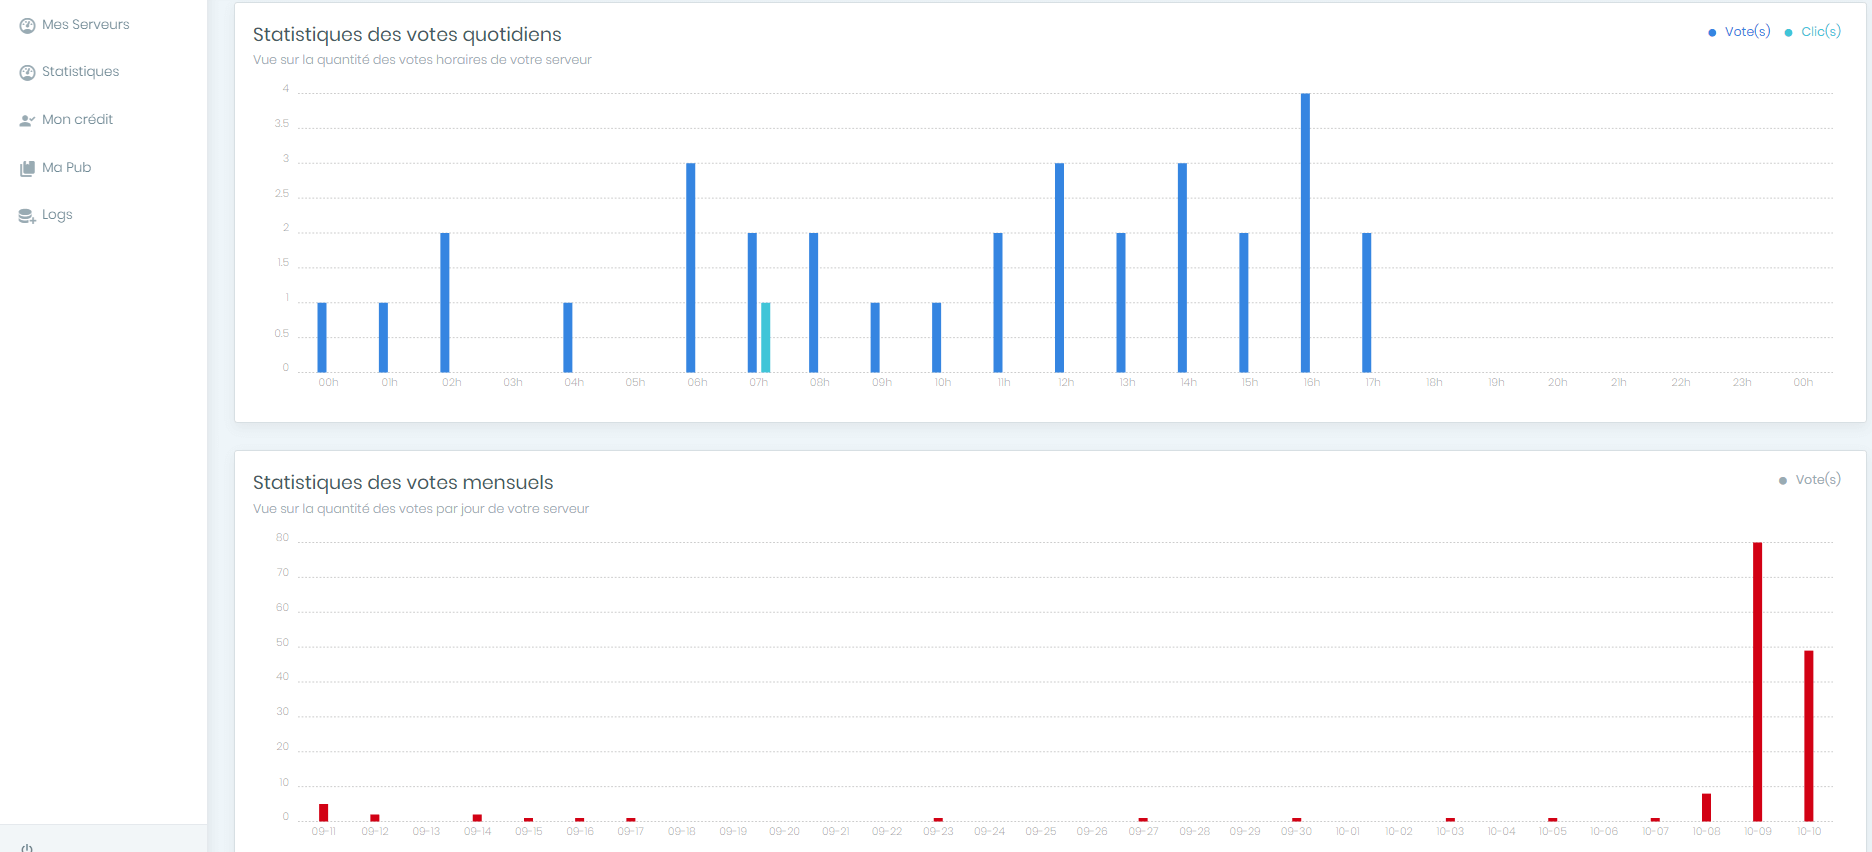 Mes Serveurs
Statistiques
Mon crédit
Ma Pub
Logs
Statistiques des votes quotidiens
Vote(s) Clic(s)
Vue sur la quantité des votes horaires de votre serveur
4
3.5
3
2.5
2
1.5
1
0.5
0
00h 01h 02h 03h 04h 05h 06h 07h 08h 09h 10h 11h 12h 13h 14h 15h 16h 17h 18h 19h 20h 21h 22h 23h 00h
Statistiques des votes mensuels
Vote(s)
Vue sur la quantité des votes par jour de votre serveur
80
70
60
50
40
30
20
10
0
09-11 09-12 09-13 09-14 09-15 09-16 09-17 09-18 09-19 09-20 09-21 09-22 09-23 09-24 09-25 09-26 09-27 09-28 09-29 09-30 10-01 10-02 10-03 10-04 10-05 10-06 10-07 10-08 10-09 10-10